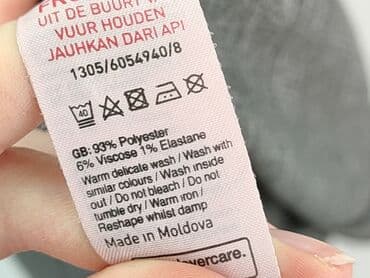 UIT DE BUURT V
VUUR HOUDEN
JAUHKAN DARI API
1305/6054940/8
40
GB: 93% Polyester
6% Viscose 1% Elastane
Warm delicate wash / Wash with
similar colours / Wash inside
out / Do not bleach / Do not
tumble dry / Warm iron /
Reshape whilst damp
Made in Moldova
lovercare.